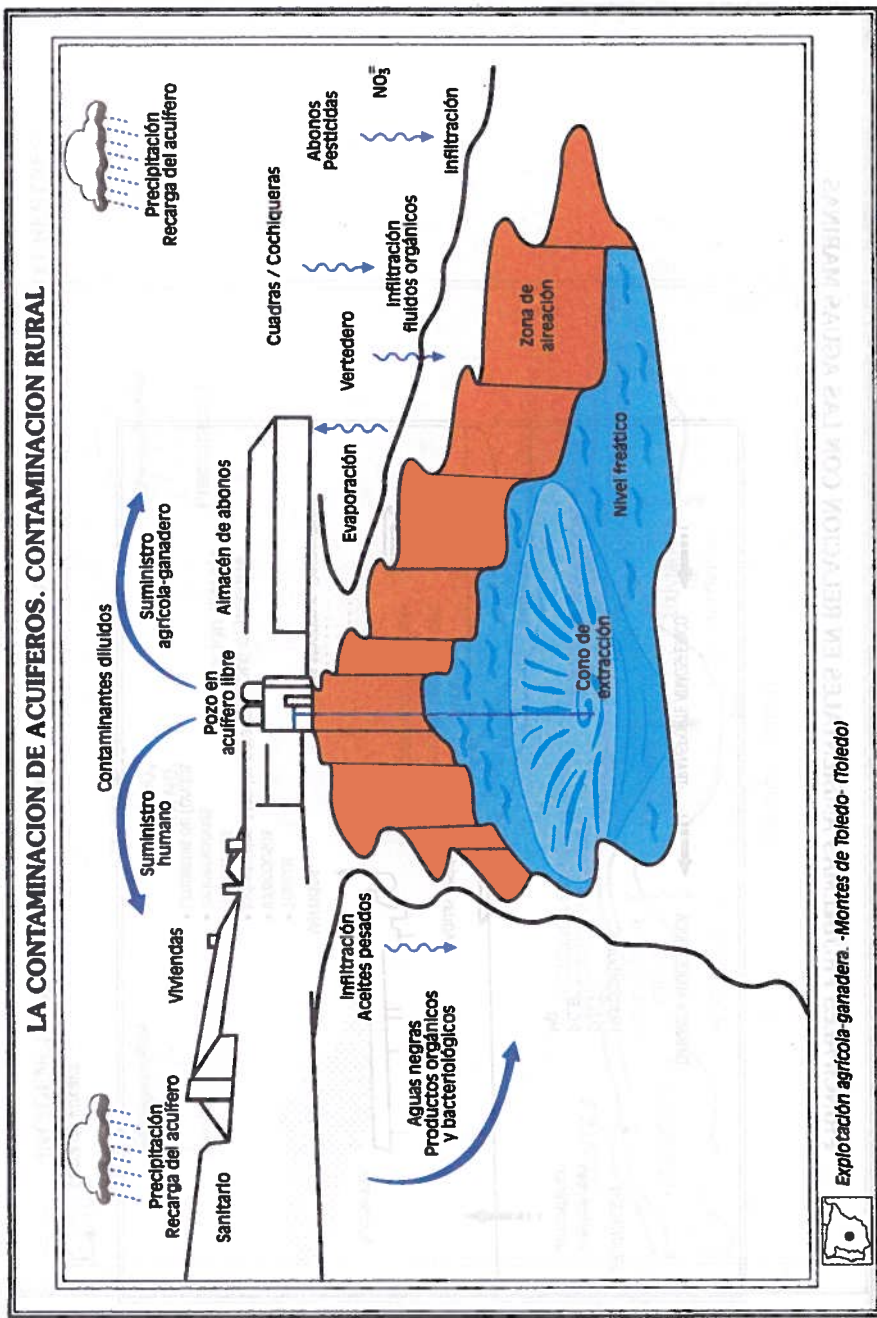 LA CONTAMINACION DE ACUIFEROS. CONTAMINACION RURAL
Precipitación
Recarga del acuífero
Contaminantes diluidos
Precipitación
Recarga del acuífero
Sanitario
Viviendas
Suministro
humano
Suministro
agrícola-ganadero
Pozo en
acuífero libre
Almacén de abonos
Cuadras / Cochiqueras
Abonos
Pesticidas
NO₃⁼
Evaporación
Vertedero
Infiltración
fluidos orgánicos
Infiltración
Infiltración
Aceites pesados
Aguas negras
Productos orgánicos
y bacteriológicos
Zona de
aireación
Nivel freático
Cono de
extracción
Explotación agrícola-ganadera. -Montes de Toledo- (Toledo)